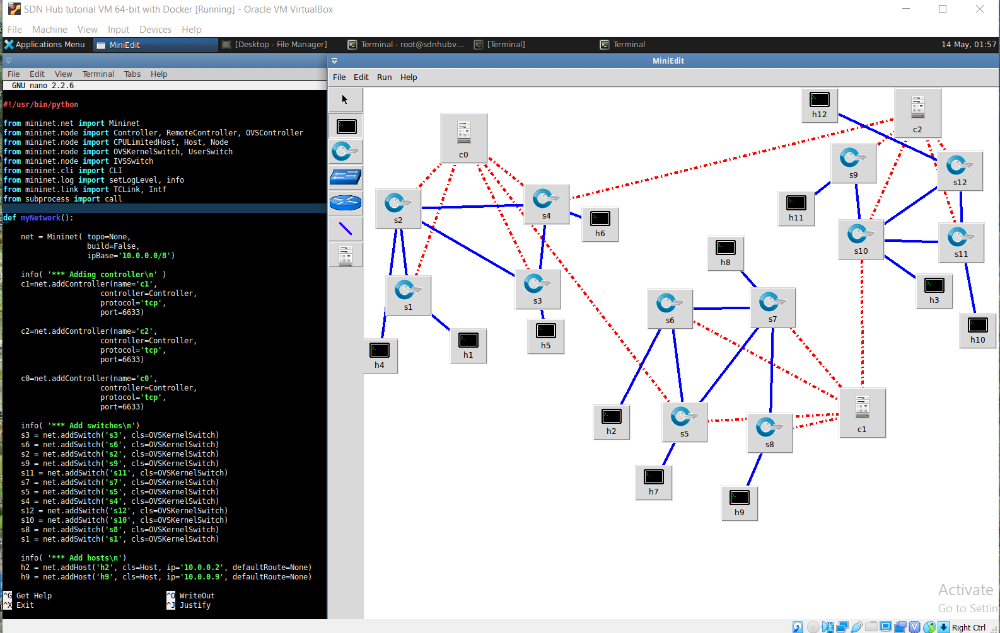 SDN Hub tutorial VM 64-bit with Docker [Running] - Oracle VM VirtualBox
File Machine View Input Devices Help
Applications Menu MiniEdit [Desktop - File Manager] Terminal - root@sdnhubv... [Terminal] Terminal 14 May, 01:57
MiniEdit
File Edit View Terminal Tabs Help
GNU nano 2.2.6
#!/usr/bin/python
from mininet.net import Mininet
from mininet.node import Controller, RemoteController, OVSController
from mininet.node import CPULimitedHost, Host, Node
from mininet.node import OVSKernelSwitch, UserSwitch
from mininet.node import IVSSwitch
from mininet.cli import CLI
from mininet.log import setLogLevel, info
from mininet.link import TCLink, Intf
from subprocess import call
def myNetwork():
net = Mininet( topo=None,
build=False,
ipBase='10.0.0.0/8')
info( '*** Adding controller\n' )
c1=net.addController(name='c1',
controller=Controller,
protocol='tcp',
port=6633)
c2=net.addController(name='c2',
controller=Controller,
protocol='tcp',
port=6633)
c0=net.addController(name='c0',
controller=Controller,
protocol='tcp',
port=6633)
info( '*** Add switches\n')
s3 = net.addSwitch('s3', cls=OVSKernelSwitch)
s6 = net.addSwitch('s6', cls=OVSKernelSwitch)
s2 = net.addSwitch('s2', cls=OVSKernelSwitch)
s9 = net.addSwitch('s9', cls=OVSKernelSwitch)
s11 = net.addSwitch('s11', cls=OVSKernelSwitch)
s7 = net.addSwitch('s7', cls=OVSKernelSwitch)
s5 = net.addSwitch('s5', cls=OVSKernelSwitch)
s4 = net.addSwitch('s4', cls=OVSKernelSwitch)
s12 = net.addSwitch('s12', cls=OVSKernelSwitch)
s10 = net.addSwitch('s10', cls=OVSKernelSwitch)
s8 = net.addSwitch('s8', cls=OVSKernelSwitch)
s1 = net.addSwitch('s1', cls=OVSKernelSwitch)
info( '*** Add hosts\n')
h2 = net.addHost('h2', cls=Host, ip='10.0.0.2', defaultRoute=None)
h9 = net.addHost('h9', cls=Host, ip='10.0.0.9', defaultRoute=None)
^G Get Help ^O WriteOut
^X Exit ^J Justify
File Edit Run Help
h12
c2
c0
s9
s12
s2
s4
h11
h6
s10
s11
h8
s1
s3
h3
s6
s7
h5
h10
h1
h4
h2
s5
c1
s8
h7
h9
Activate
Go to Settin
Right Ctrl